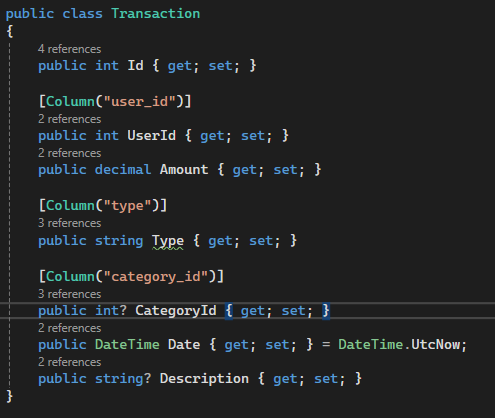 public class Transaction
{
4 references
public int Id { get; set; }
[Column("user_id")]
2 references
public int UserId { get; set; }
2 references
public decimal Amount { get; set; }
[Column("type")]
3 references
public string Type { get; set; }
[Column("category_id")]
3 references
public int? CategoryId { get; set; }
2 references
public DateTime Date { get; set; } = DateTime.UtcNow;
2 references
public string? Description { get; set; }
}